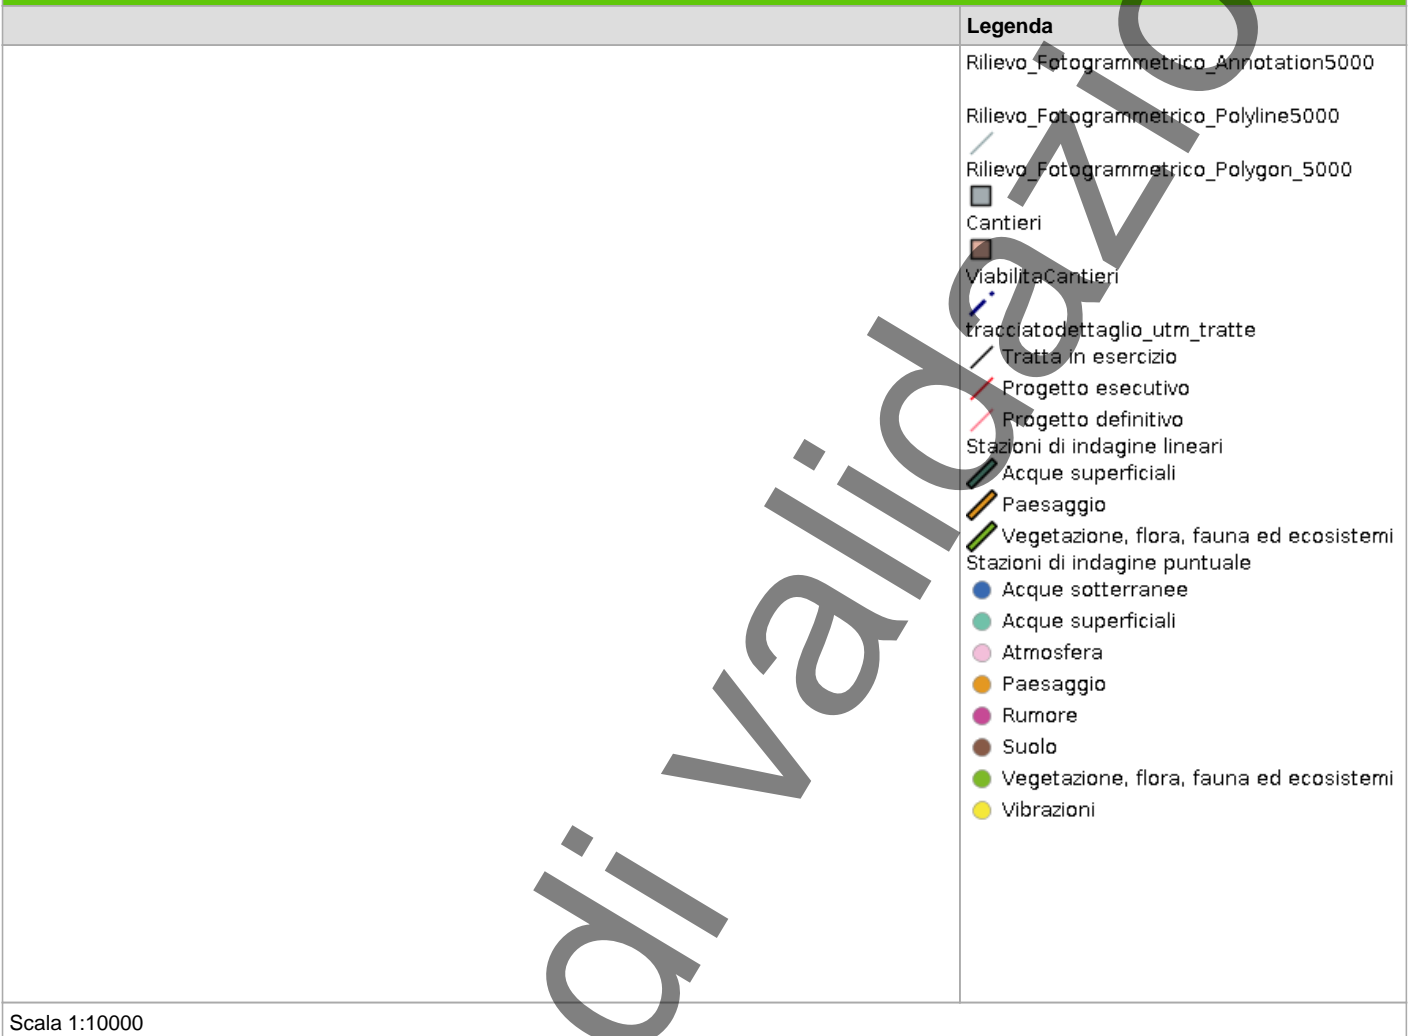 Legenda
Rilievo_Fotogrammetrico_Annotation5000
Rilievo_Fotogrammetrico_Polyline5000
Rilievo_Fotogrammetrico_Polygon_5000
Cantieri
ViabilitaCantieri
tracciatodettaglio_utm_tratte
Tratta in esercizio
Progetto esecutivo
Progetto definitivo
Stazioni di indagine lineari
Acque superficiali
Paesaggio
Vegetazione, flora, fauna ed ecosistemi
Stazioni di indagine puntuale
Acque sotterranee
Acque superficiali
Atmosfera
Paesaggio
Rumore
Suolo
Vegetazione, flora, fauna ed ecosistemi
Vibrazioni
Scala 1:10000
di validazio